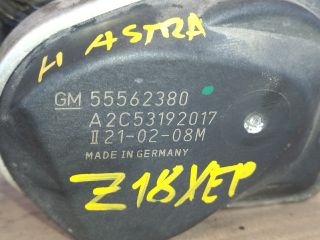 H ASTRA
GM 55562380
A2C53192017
II 21-02-08M
MADE IN GERMANY
Z18XEP